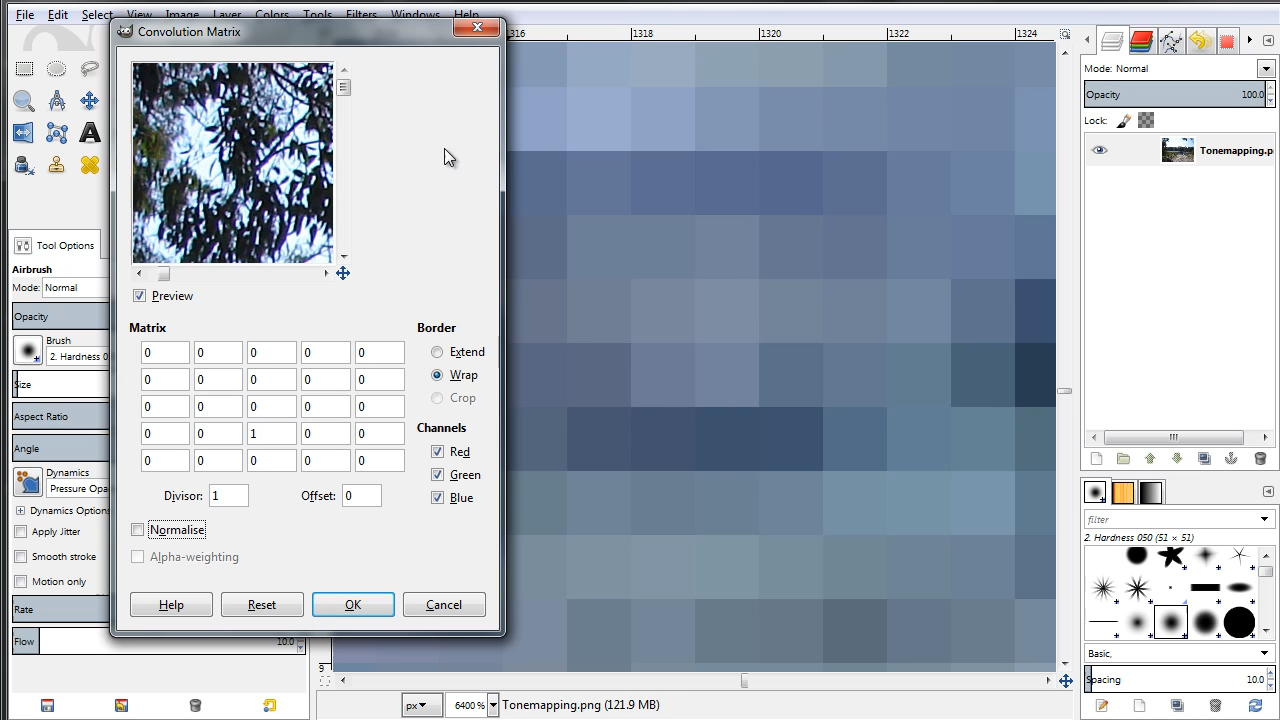 File Edit Select View Image Layer Colors Tools Filters Windows Help
Convolution Matrix
316 1318 1320 1322 1324
Mode: Normal
Opacity 100.0
Lock:
Tonemapping.p
Tool Options
Airbrush
Mode: Normal
Opacity
Brush
2. Hardness 0
Size
Aspect Ratio
Angle
Dynamics
Pressure Opa
Dynamics Option
Apply Jitter
Smooth stroke
Motion only
Rate
Flow 10.0
Preview
Matrix
0 0 0 0 0
0 0 0 0 0
0 0 0 0 0
0 0 1 0 0
0 0 0 0 0
Divisor: 1 Offset: 0
Normalise
Alpha-weighting
Border
Extend
Wrap
Crop
Channels
Red
Green
Blue
Help Reset OK Cancel
filter
2. Hardness 050 (51 × 51)
Basic,
Spacing 10.0
9
px 6400 % Tonemapping.png (121.9 MB)